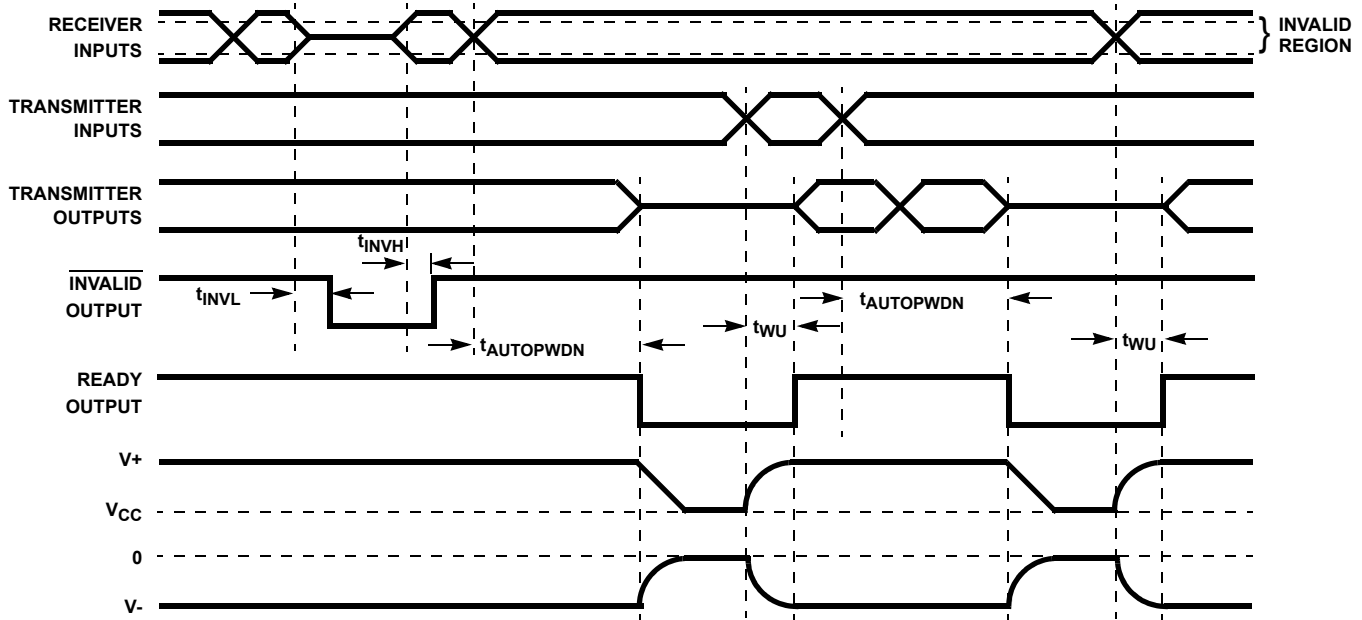 RECEIVER
INPUTS
} INVALID
REGION
TRANSMITTER
INPUTS
TRANSMITTER
OUTPUTS
tINVH
INVALID
OUTPUT
tINVL
tAUTOPWDN
tAUTOPWDN
tWU
tWU
READY
OUTPUT
V+
VCC
0
V-